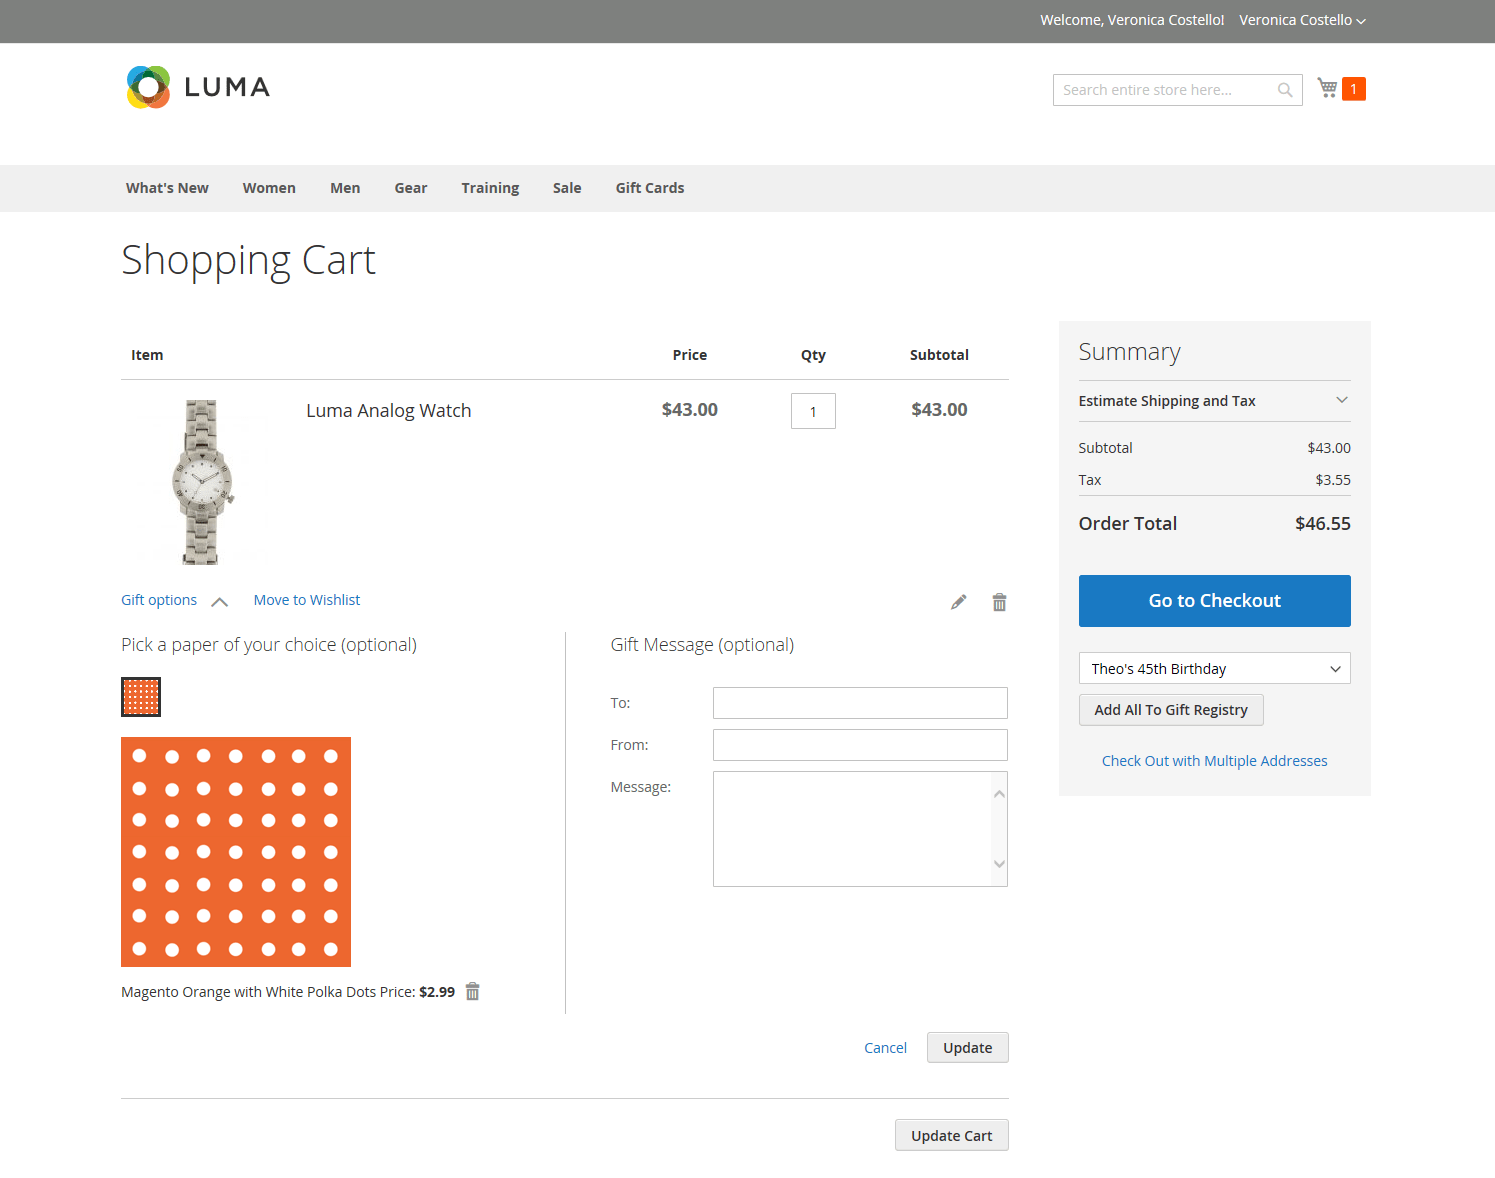 Welcome, Veronica Costello! Veronica Costello
LUMA
Search entire store here...
1
What's New Women Men Gear Training Sale Gift Cards
Shopping Cart
Item Price Qty Subtotal
Luma Analog Watch $43.00 1 $43.00
Gift options Move to Wishlist
Pick a paper of your choice (optional)
Magento Orange with White Polka Dots Price: $2.99
Gift Message (optional)
To:
From:
Message:
Cancel Update
Update Cart
Summary
Estimate Shipping and Tax
Subtotal $43.00
Tax $3.55
Order Total $46.55
Go to Checkout
Theo's 45th Birthday
Add All To Gift Registry
Check Out with Multiple Addresses